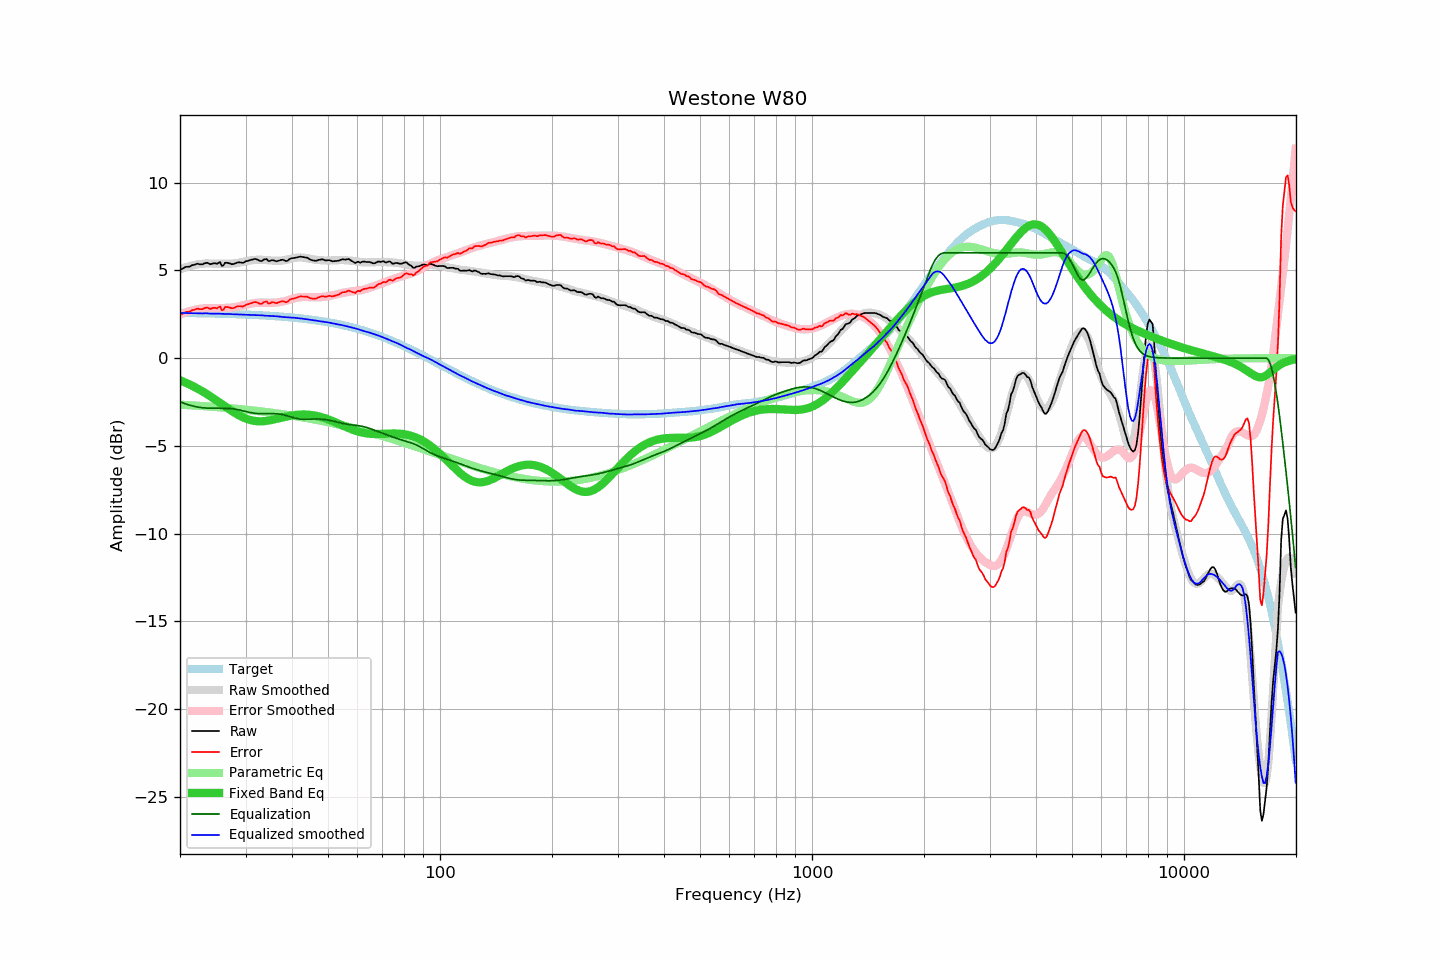 Westone W80
Amplitude (dBr)
10
5
0
−5
−10
−15
−20
−25
Target
Raw Smoothed
Error Smoothed
Raw
Error
Parametric Eq
Fixed Band Eq
Equalization
Equalized smoothed
100 1000 10000
Frequency (Hz)